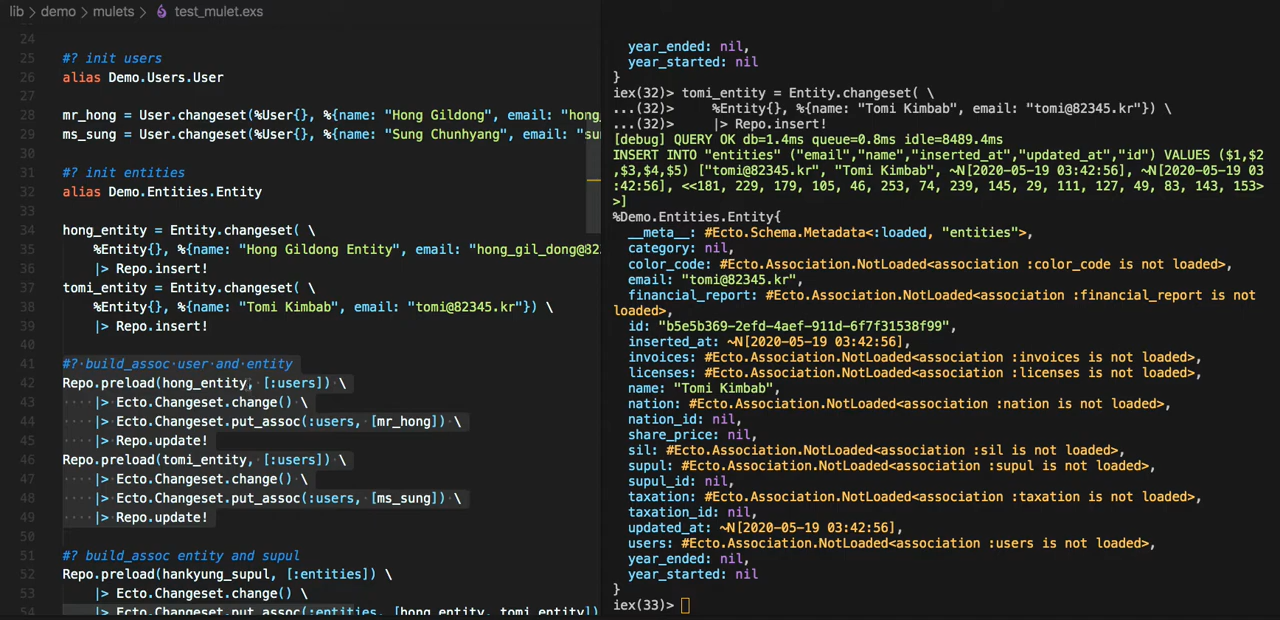 lib > demo > mulets > test_mulet.exs
24
25 #? init users
26 alias Demo.Users.User
27
28 mr_hong = User.changeset(%User{}, %{name: "Hong Gildong", email: "hong_
29 ms_sung = User.changeset(%User{}, %{name: "Sung Chunhyang", email: "su
30
31 #? init entities
32 alias Demo.Entities.Entity
33
34 hong_entity = Entity.changeset( \
35 %Entity{}, %{name: "Hong Gildong Entity", email: "hong_gil_dong@82
36 |> Repo.insert!
37 tomi_entity = Entity.changeset( \
38 %Entity{}, %{name: "Tomi Kimbab", email: "tomi@82345.kr"}) \
39 |> Repo.insert!
40
41 #?·build_assoc·user·and·entity
42 Repo.preload(hong_entity,·[:users])·\
43 ····|>·Ecto.Changeset.change()·\
44 ····|>·Ecto.Changeset.put_assoc(:users,·[mr_hong])·\
45 ····|>·Repo.update!
46 Repo.preload(tomi_entity,·[:users])·\
47 ····|>·Ecto.Changeset.change()·\
48 ····|>·Ecto.Changeset.put_assoc(:users,·[ms_sung])·\
49 ····|>·Repo.update!
50
51 #? build_assoc entity and supul
52 Repo.preload(hankyung_supul, [:entities]) \
53 |> Ecto.Changeset.change() \
54 |> Ecto.Changeset.put_assoc(:entities, [hong_entity, tomi_entity])
year_ended: nil,
year_started: nil
}
iex(32)> tomi_entity = Entity.changeset( \
...(32)> %Entity{}, %{name: "Tomi Kimbab", email: "tomi@82345.kr"}) \
...(32)> |> Repo.insert!
[debug] QUERY OK db=1.4ms queue=0.8ms idle=8489.4ms
INSERT INTO "entities" ("email","name","inserted_at","updated_at","id") VALUES ($1,$2
,$3,$4,$5) ["tomi@82345.kr", "Tomi Kimbab", ~N[2020-05-19 03:42:56], ~N[2020-05-19 03
:42:56], <<181, 229, 179, 105, 46, 253, 74, 239, 145, 29, 111, 127, 49, 83, 143, 153>
>]
%Demo.Entities.Entity{
__meta__: #Ecto.Schema.Metadata<:loaded, "entities">,
category: nil,
color_code: #Ecto.Association.NotLoaded<association :color_code is not loaded>,
email: "tomi@82345.kr",
financial_report: #Ecto.Association.NotLoaded<association :financial_report is not
loaded>,
id: "b5e5b369-2efd-4aef-911d-6f7f31538f99",
inserted_at: ~N[2020-05-19 03:42:56],
invoices: #Ecto.Association.NotLoaded<association :invoices is not loaded>,
licenses: #Ecto.Association.NotLoaded<association :licenses is not loaded>,
name: "Tomi Kimbab",
nation: #Ecto.Association.NotLoaded<association :nation is not loaded>,
nation_id: nil,
share_price: nil,
sil: #Ecto.Association.NotLoaded<association :sil is not loaded>,
supul: #Ecto.Association.NotLoaded<association :supul is not loaded>,
supul_id: nil,
taxation: #Ecto.Association.NotLoaded<association :taxation is not loaded>,
taxation_id: nil,
updated_at: ~N[2020-05-19 03:42:56],
users: #Ecto.Association.NotLoaded<association :users is not loaded>,
year_ended: nil,
year_started: nil
}
iex(33)>